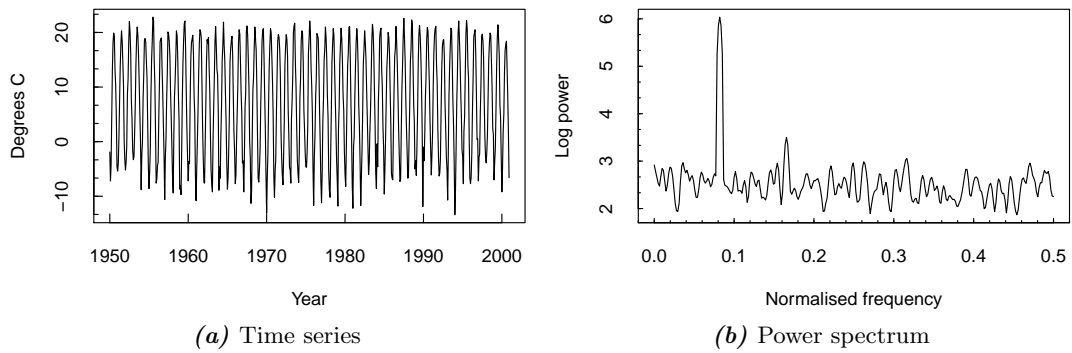 Degrees C
20
10
0
−10
1950 1960 1970 1980 1990 2000
Year
(a) Time series
Log power
6
5
4
3
2
0.0 0.1 0.2 0.3 0.4 0.5
Normalised frequency
(b) Power spectrum